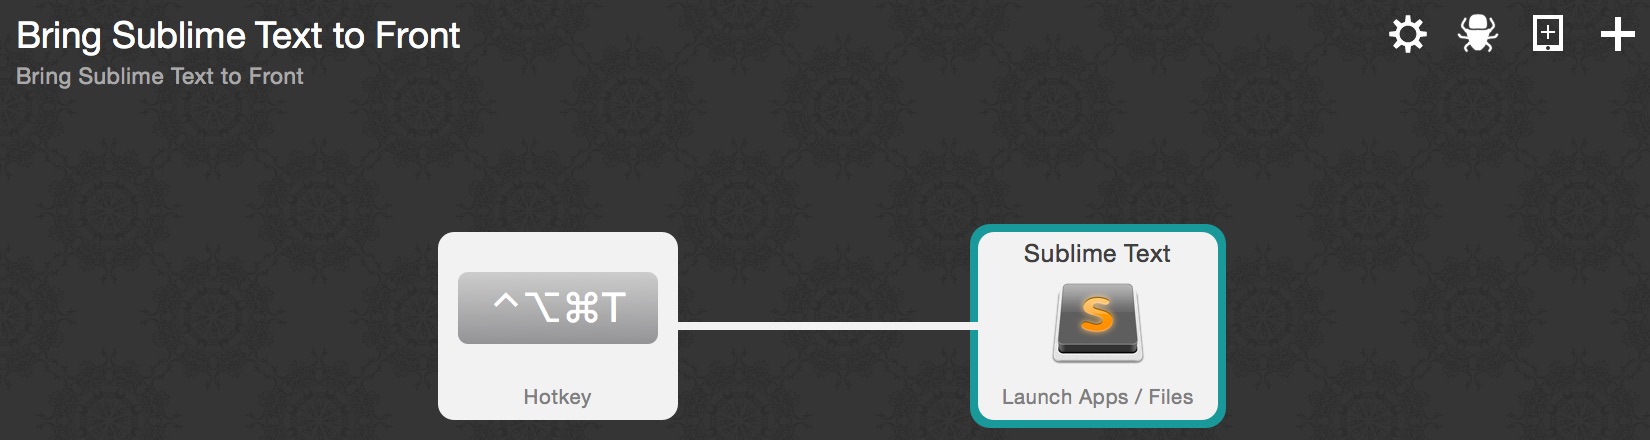 Bring Sublime Text to Front
Bring Sublime Text to Front
Sublime Text
^⌥⌘T
S
Hotkey
Launch Apps / Files